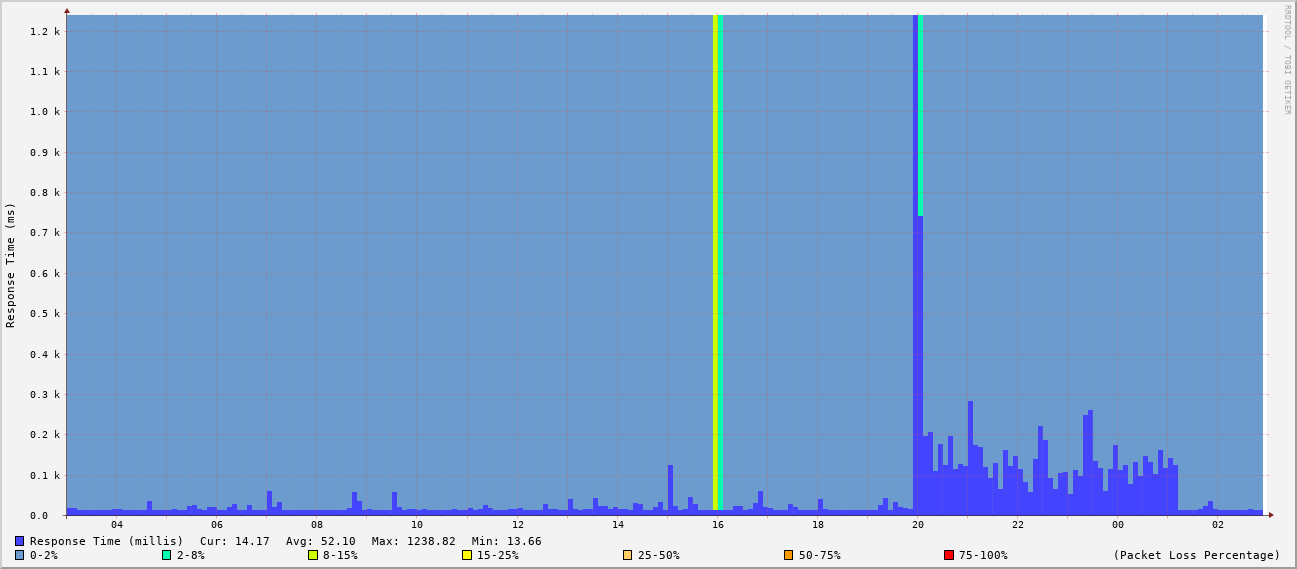 RRDTOOL / TOBI OETIKER
Response Time (ms)
1.2 k
1.1 k
1.0 k
0.9 k
0.8 k
0.7 k
0.6 k
0.5 k
0.4 k
0.3 k
0.2 k
0.1 k
0.0
04 06 08 10 12 14 16 18 20 22 00 02
Response Time (millis) Cur: 14.17 Avg: 52.10 Max: 1238.82 Min: 13.66
0-2% 2-8% 8-15% 15-25% 25-50% 50-75% 75-100% (Packet Loss Percentage)